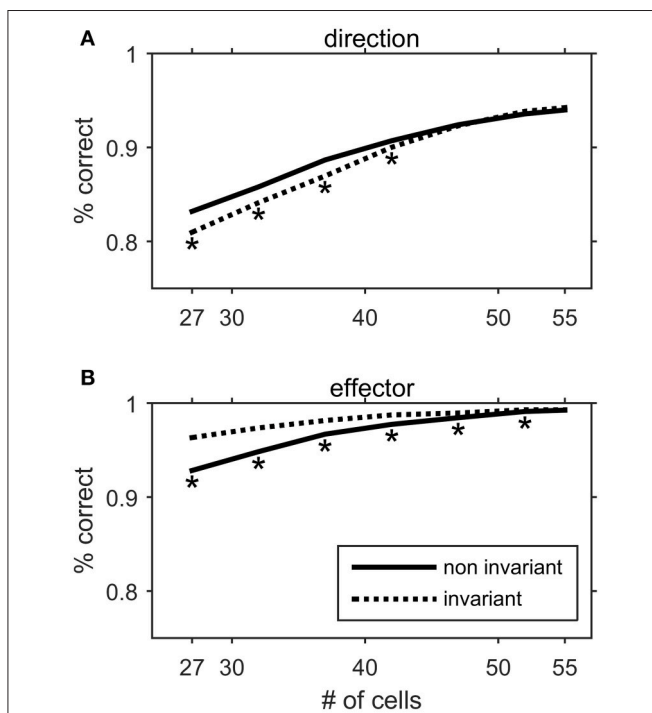 A
direction
1
0.9
0.8
% correct
*
*
*
*
27 30 40 50 55
B
effector
1
0.9
0.8
% correct
*
*
*
*
*
*
non invariant
invariant
27 30 40 50 55
# of cells